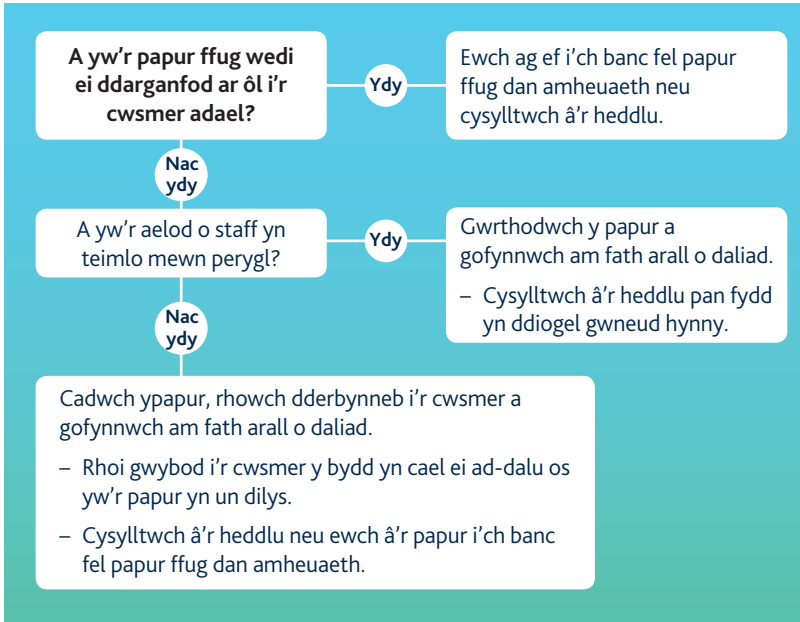 A yw'r papur ffug wedi
ei ddarganfod ar ôl i'r
cwsmer adael?
Ydy
Ewch ag ef i'ch banc fel papur
ffug dan amheuaeth neu
cysylltwch â'r heddlu.
Nac
ydy
A yw'r aelod o staff yn
teimlo mewn perygl?
Ydy
Gwrthodwch y papur a
gofynnwch am fath arall o daliad.
– Cysylltwch â'r heddlu pan fydd
yn ddiogel gwneud hynny.
Nac
ydy
Cadwch ypapur, rhowch dderbynneb i'r cwsmer a
gofynnwch am fath arall o daliad.
– Rhoi gwybod i'r cwsmer y bydd yn cael ei ad-dalu os
yw'r papur yn un dilys.
– Cysylltwch â'r heddlu neu ewch â'r papur i'ch banc
fel papur ffug dan amheuaeth.